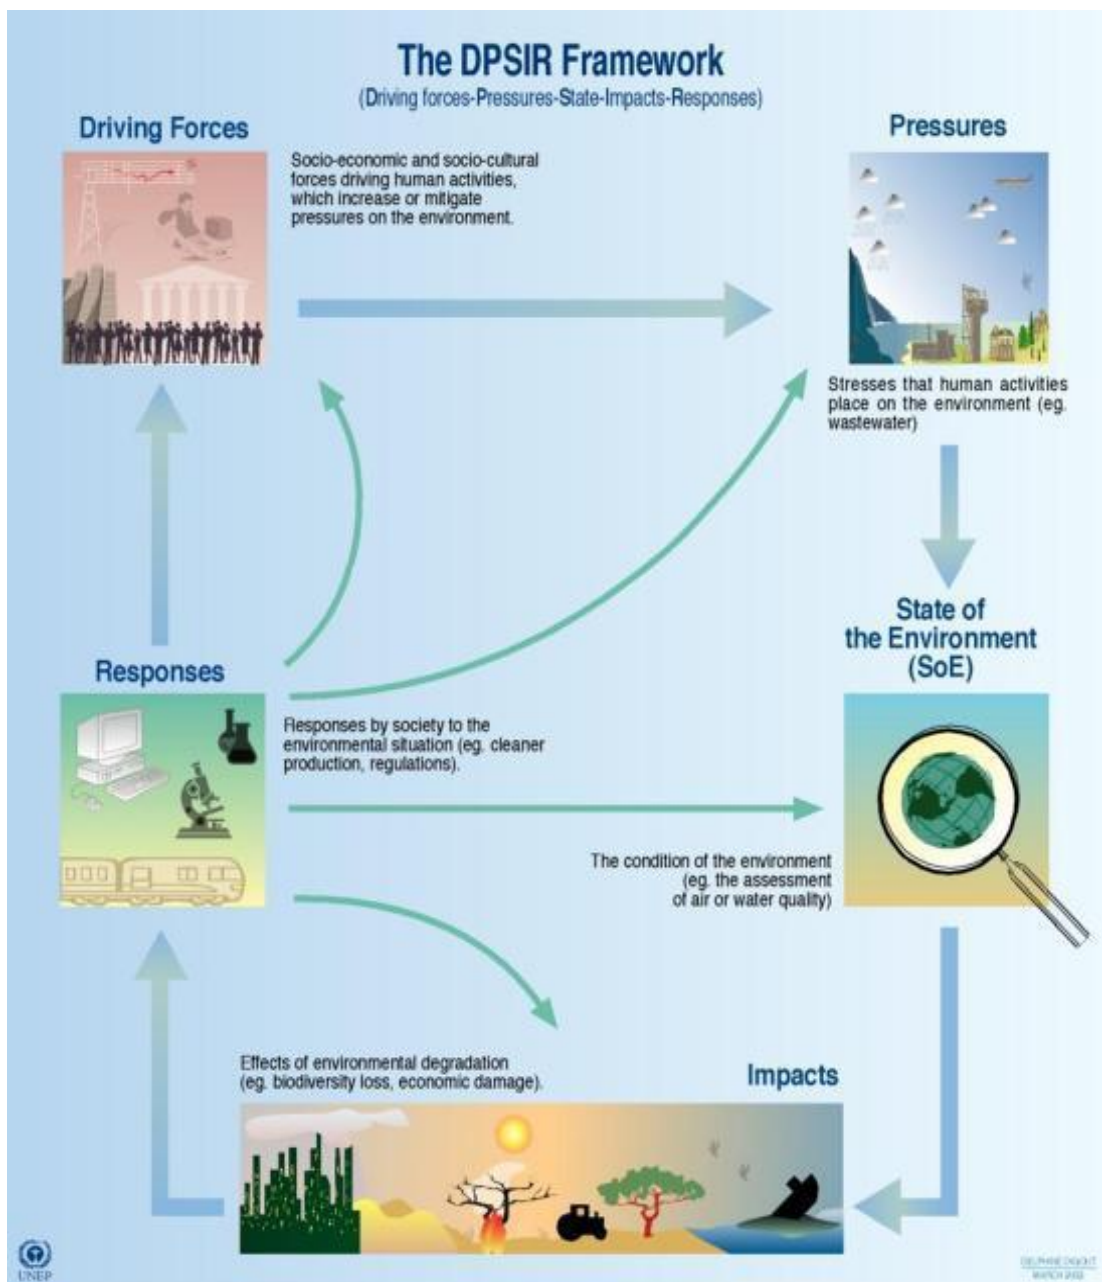 The DPSIR Framework
(Driving forces-Pressures-State-Impacts-Responses)
Driving Forces
Socio-economic and socio-cultural
forces driving human activities,
which increase or mitigate
pressures on the environment.
Pressures
Stresses that human activities
place on the environment (eg.
wastewater)
State of
the Environment
(SoE)
Responses
Responses by society to the
environmental situation (eg. cleaner
production, regulations).
The condition of the environment
(eg. the assessment
of air or water quality)
Effects of environmental degradation
(eg. biodiversity loss, economic damage).
Impacts
UNEP
MARCH 2002